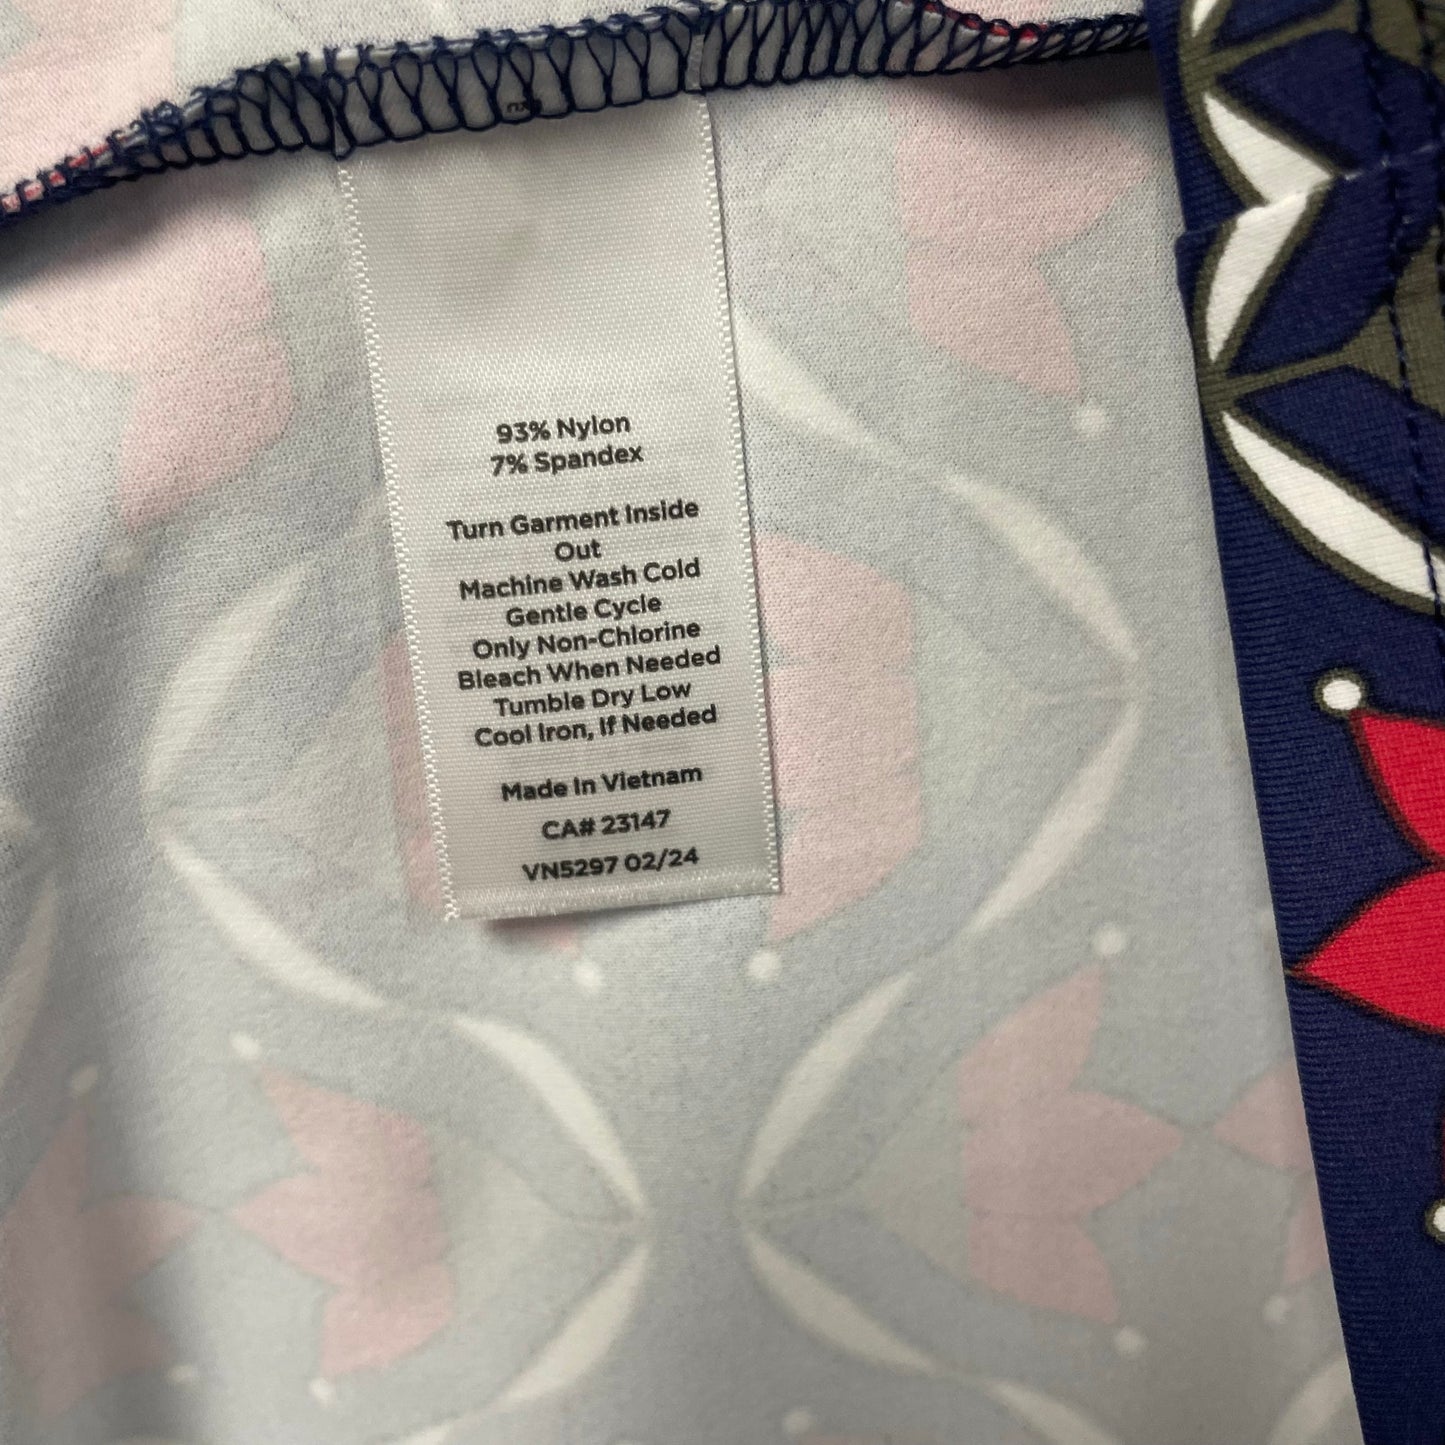 93% Nylon
7% Spandex
Turn Garment Inside
Out
Machine Wash Cold
Gentle Cycle
Only Non-Chlorine
Bleach When Needed
Tumble Dry Low
Cool Iron, If Needed
Made In Vietnam
CA# 23147
VN5297 02/24